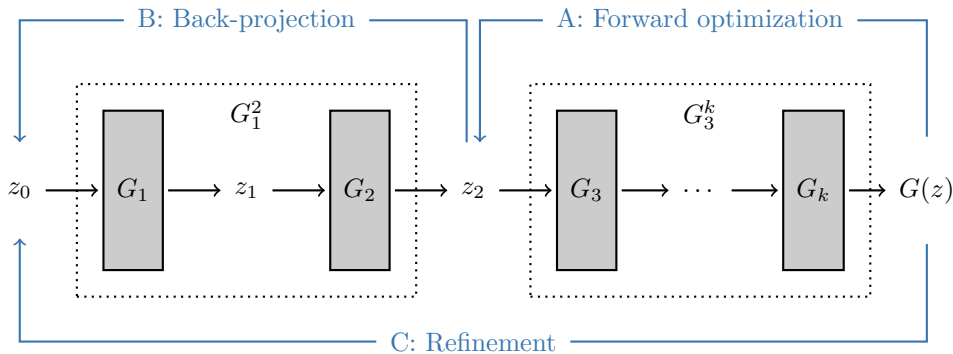 B: Back-projection
A: Forward optimization
G_1^2
G_3^k
z_0
G_1
z_1
G_2
z_2
G_3
...
G_k
G(z)
C: Refinement